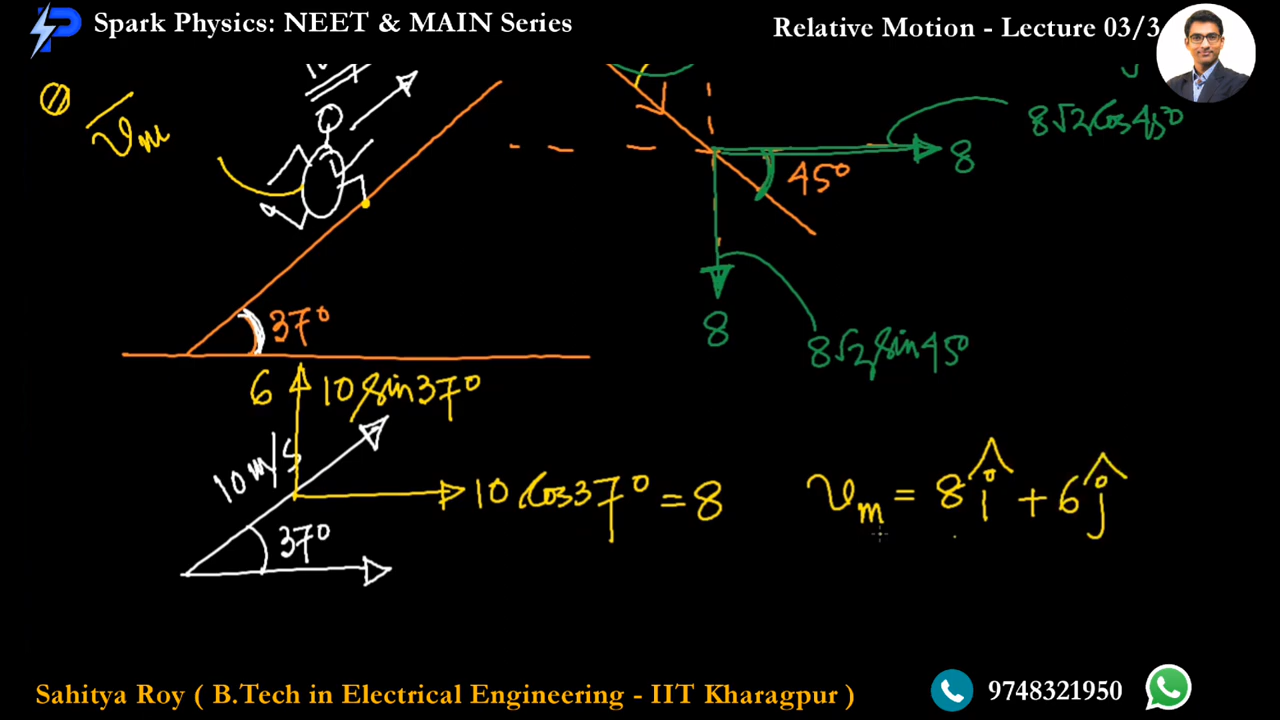 Spark Physics: NEET & MAIN Series
Relative Motion - Lecture 03/3
v̄m
8√2 Cos 45°
8
45°
37°
8
8√2 sin 45°
6
10 sin 37°
10 m/s
10 Cos 37° = 8
37°
vm = 8î + 6ĵ
Sahitya Roy ( B.Tech in Electrical Engineering - IIT Kharagpur )
9748321950